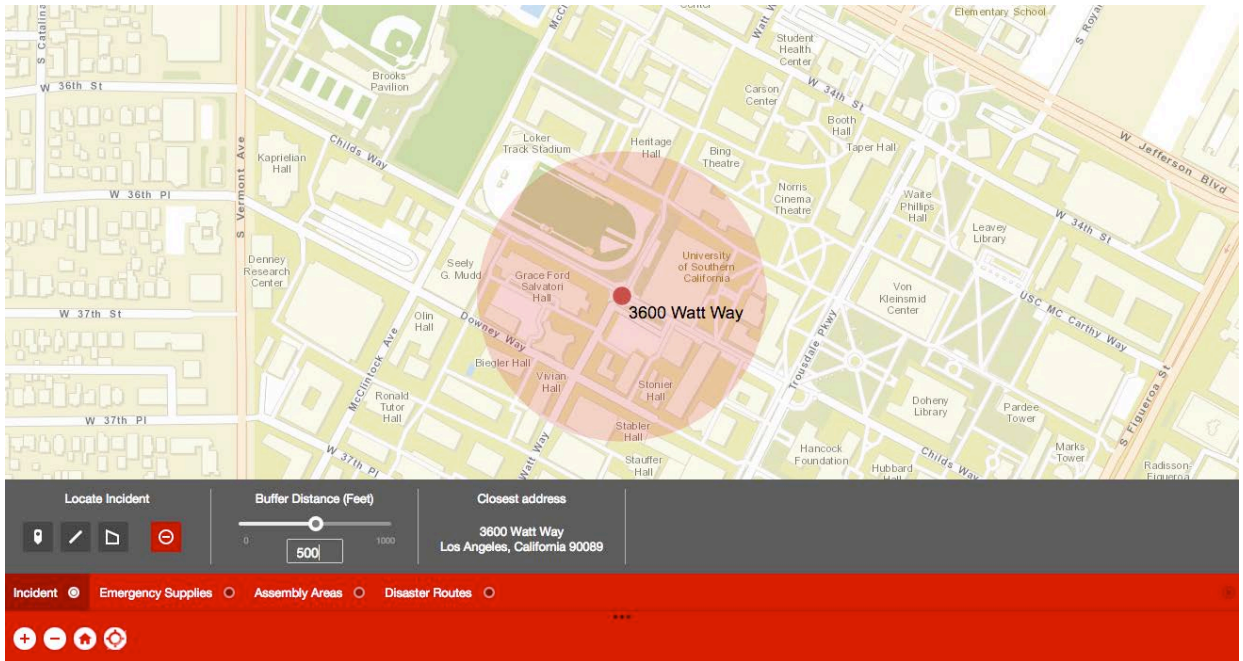 Elementary School
Center
McCl
Watt W
S Catalina
S Roya
Student
Health
Center
W 36th St
Brooks
Pavilion
Carson
Center
W 34th St
Booth
Hall
Childs Way
Loker
Track Stadium
Heritage
Hall
Bing
Theatre
Taper Hall
W Jefferson Blvd
Kaprielian
Hall
S Vermont Ave
W 36th Pl
Norris
Cinema
Theatre
Waite
Phillips
Hall
W 34th St
Leavey
Library
Denney
Research
Center
Seely
G. Mudd
Grace Ford
Salvatori
Hall
University
of Southern
California
Von
Kleinsmid
Center
USC MC Carthy Way
W 37th St
Olin
Hall
Downey Way
3600 Watt Way
Trousdale Pkwy
McClintock Ave
Biegler Hall
Vivian
Hall
Stonier
Hall
Ronald
Tutor
Hall
Doheny
Library
Pardee
Tower
S Figueroa St
W 37th Pl
Stabler
Hall
W 37th Pl
Watt Way
Stauffer
Hall
Hancock
Foundation
Hubbard
Hall
Childs Way
Marks
Tower
Radisson-
Figueroa
Locate Incident
Buffer Distance (Feet)
Closest address
0
1000
500
3600 Watt Way
Los Angeles, California 90089
Incident
Emergency Supplies
Assembly Areas
Disaster Routes